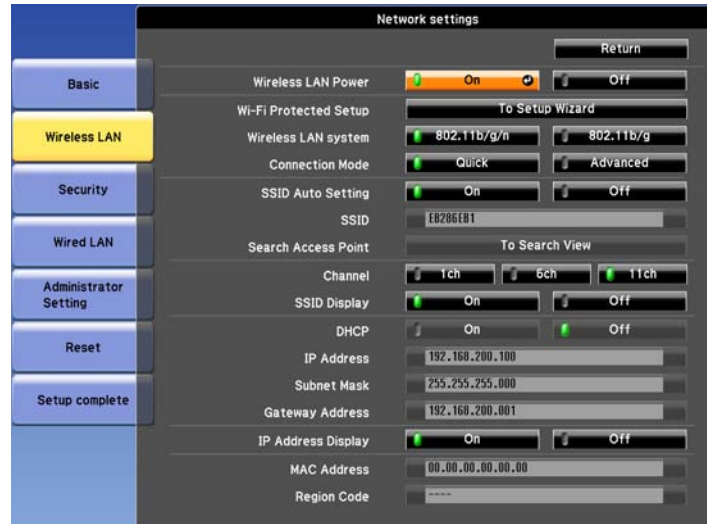 Network settings
Return
Basic
Wireless LAN
Security
Wired LAN
Administrator
Setting
Reset
Setup complete
Wireless LAN Power On Off
Wi-Fi Protected Setup To Setup Wizard
Wireless LAN system 802.11b/g/n 802.11b/g
Connection Mode Quick Advanced
SSID Auto Setting On Off
SSID EB286EB1
Search Access Point To Search View
Channel 1ch 6ch 11ch
SSID Display On Off
DHCP On Off
IP Address 192.168.200.100
Subnet Mask 255.255.255.000
Gateway Address 192.168.200.001
IP Address Display On Off
MAC Address 00.00.00.00.00.00
Region Code ----